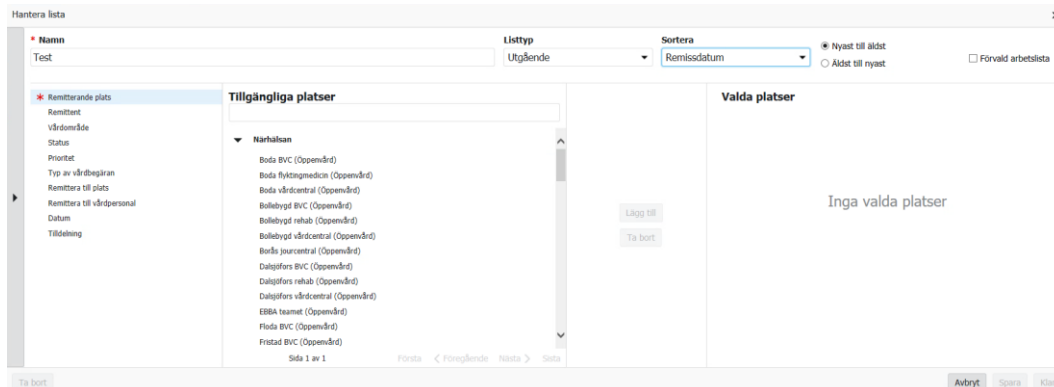 Hantera lista
* Namn
Test
Listtyp
Utgående
Sortera
Remissdatum
Nyast till äldst
Äldst till nyast
Förvald arbetslista
* Remitterande plats
Remittent
Vårdområde
Status
Prioritet
Typ av vårdbegäran
Remittera till plats
Remittera till vårdpersonal
Datum
Tilldelning
Tillgängliga platser
Närhälsan
Boda BVC (Öppenvård)
Boda flyktingmedicin (Öppenvård)
Boda vårdcentral (Öppenvård)
Bollebygd BVC (Öppenvård)
Bollebygd rehab (Öppenvård)
Bollebygd vårdcentral (Öppenvård)
Borås jourcentral (Öppenvård)
Dalsjöfors BVC (Öppenvård)
Dalsjöfors rehab (Öppenvård)
Dalsjöfors vårdcentral (Öppenvård)
EBBA teamet (Öppenvård)
Floda BVC (Öppenvård)
Fristad BVC (Öppenvård)
Sida 1 av 1 Första Föregående Nästa Sista
Lägg till
Ta bort
Valda platser
Inga valda platser
Ta bort
Avbryt Spara Kla